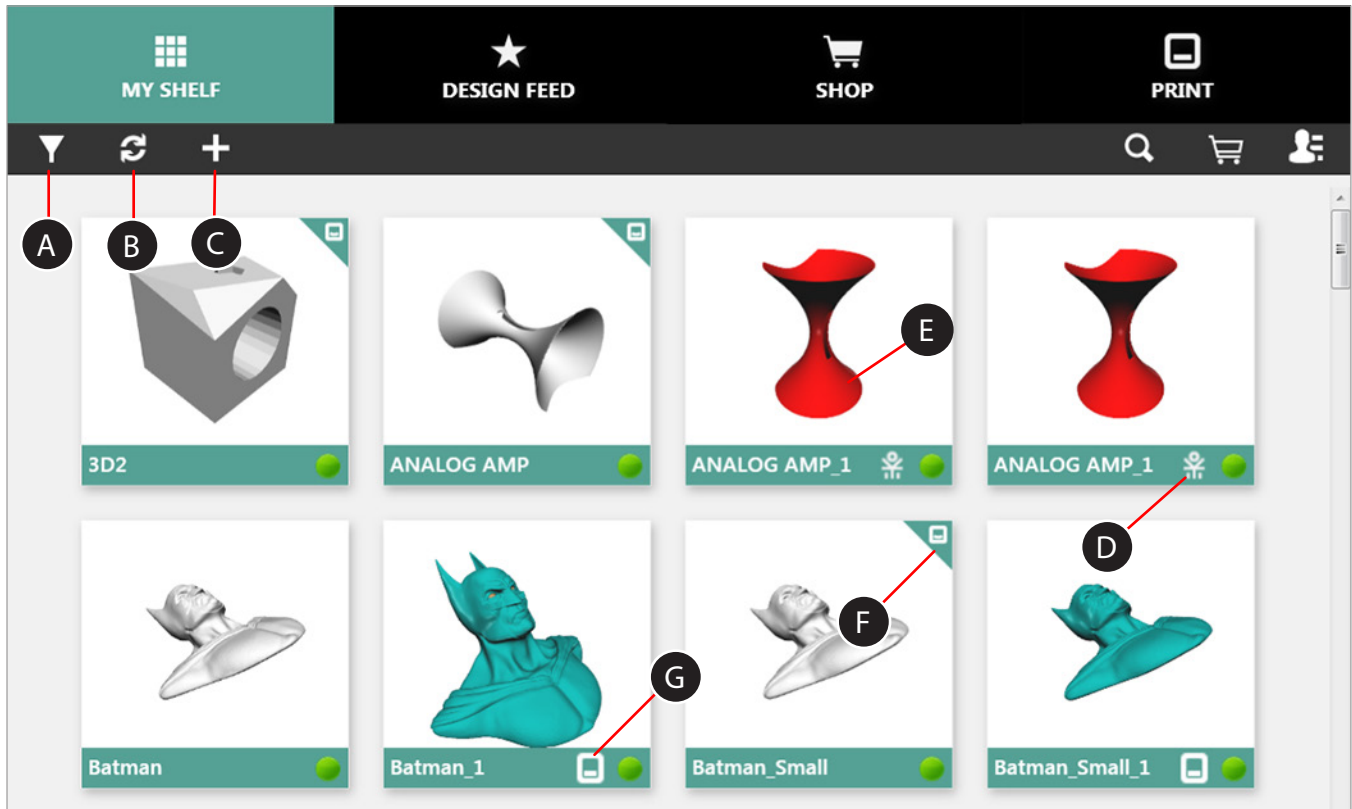 MY SHELF
DESIGN FEED
SHOP
PRINT
A
B
C
E
3D2
ANALOG AMP
ANALOG AMP_1
ANALOG AMP_1
D
F
G
Batman
Batman_1
Batman_Small
Batman_Small_1